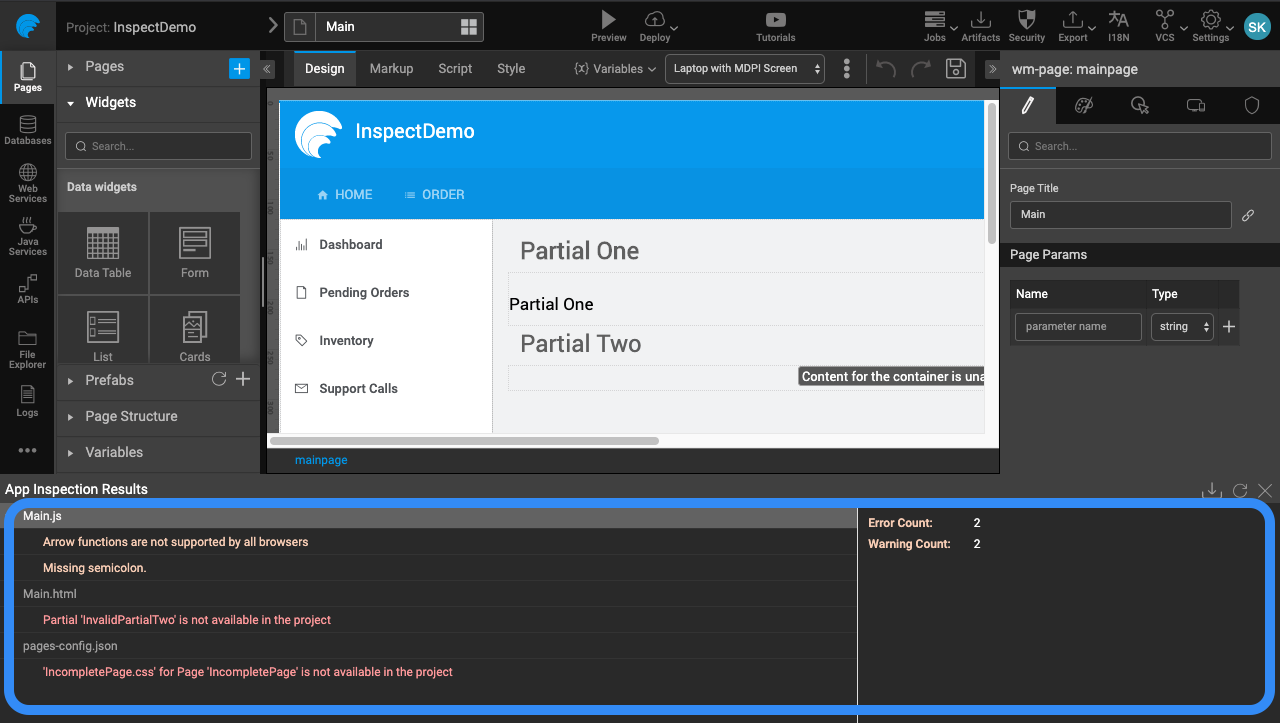 Project: InspectDemo
Main
Preview
Deploy
Tutorials
Jobs
Artifacts
Security
Export
I18N
VCS
Settings
SK
Pages
Databases
Web
Services
Java
Services
APIs
File
Explorer
Logs
Pages
Widgets
Search...
Data widgets
Data Table
Form
List
Cards
Prefabs
Page Structure
Variables
Design
Markup
Script
Style
{x} Variables
Laptop with MDPI Screen
InspectDemo
HOME
ORDER
Dashboard
Pending Orders
Inventory
Support Calls
Partial One
Partial One
Partial Two
Content for the container is una
mainpage
wm-page: mainpage
Search...
Page Title
Main
Page Params
Name Type
parameter name string
App Inspection Results
Main.js
Arrow functions are not supported by all browsers
Missing semicolon.
Main.html
Partial 'InvalidPartialTwo' is not available in the project
pages-config.json
'IncompletePage.css' for Page 'IncompletePage' is not available in the project
Error Count: 2
Warning Count: 2